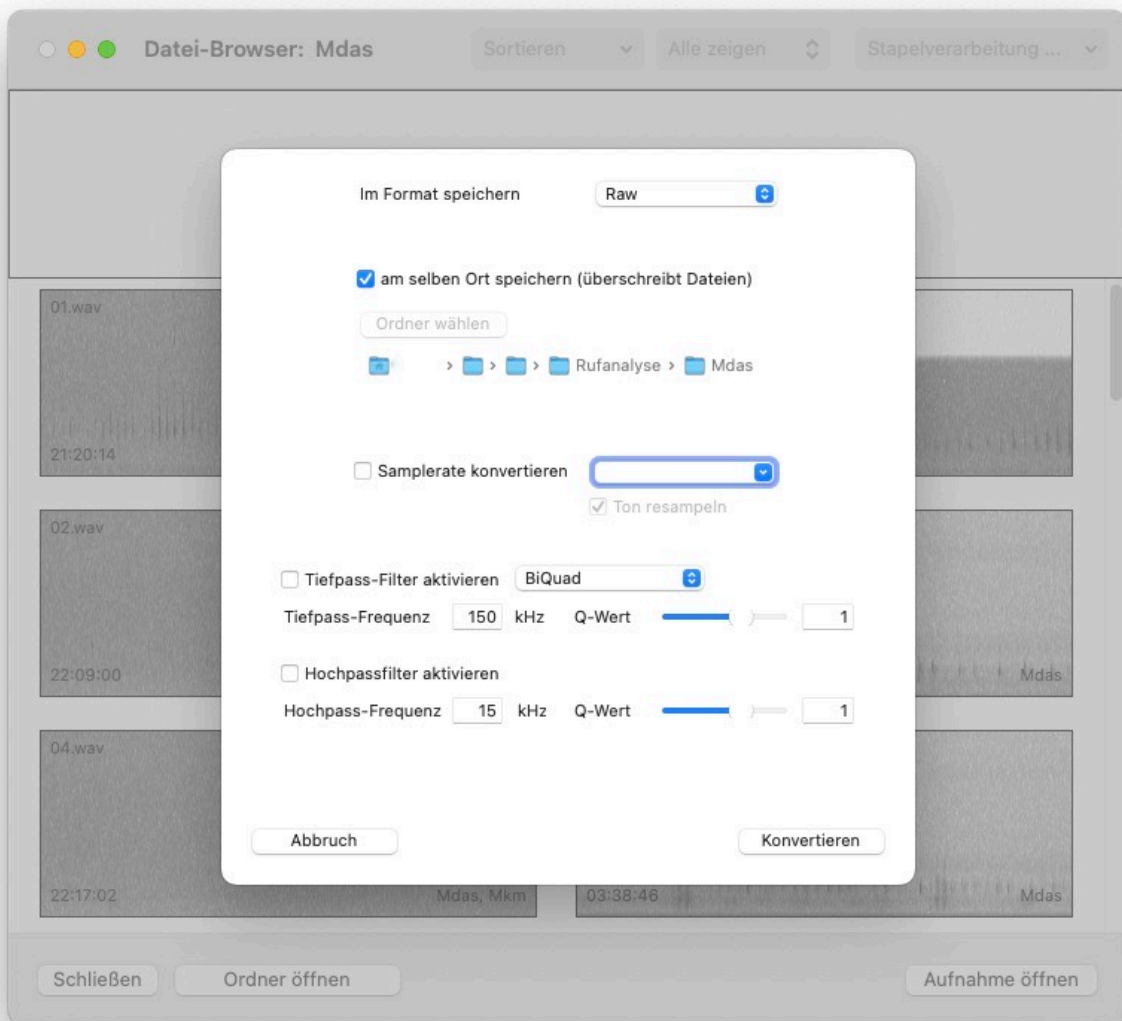 Datei-Browser: Mdas Sortieren Alle zeigen Stapelverarbeitung ...
Im Format speichern Raw
am selben Ort speichern (überschreibt Dateien)
Ordner wählen
› › › Rufanalyse › Mdas
Samplerate konvertieren
Ton resampeln
Tiefpass-Filter aktivieren BiQuad
Tiefpass-Frequenz 150 kHz Q-Wert 1
Hochpassfilter aktivieren
Hochpass-Frequenz 15 kHz Q-Wert 1
Abbruch Konvertieren
01.wav
21:20:14
02.wav
22:09:00 Mdas
04.wav
22:17:02 Mdas, Mkm 03:38:46 Mdas
Schließen Ordner öffnen Aufnahme öffnen